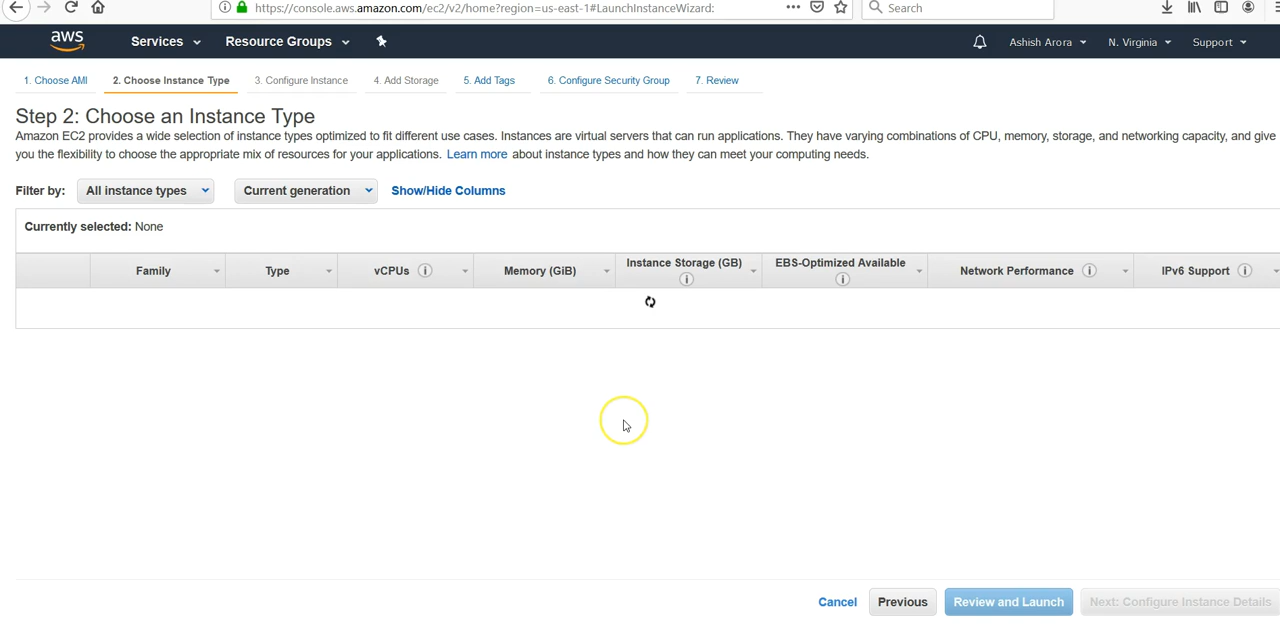 https://console.aws.amazon.com/ec2/v2/home?region=us-east-1#LaunchInstanceWizard:
Search
aws
Services
Resource Groups
Ashish Arora
N. Virginia
Support
1. Choose AMI
2. Choose Instance Type
3. Configure Instance
4. Add Storage
5. Add Tags
6. Configure Security Group
7. Review
Step 2: Choose an Instance Type
Amazon EC2 provides a wide selection of instance types optimized to fit different use cases. Instances are virtual servers that can run applications. They have varying combinations of CPU, memory, storage, and networking capacity, and give
you the flexibility to choose the appropriate mix of resources for your applications. Learn more about instance types and how they can meet your computing needs.
Filter by: All instance types Current generation Show/Hide Columns
Currently selected: None
Family
Type
vCPUs
Memory (GiB)
Instance Storage (GB)
EBS-Optimized Available
Network Performance
IPv6 Support
Cancel
Previous
Review and Launch
Next: Configure Instance Details